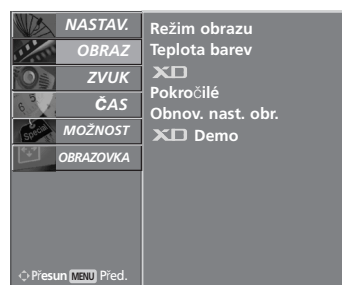 NASTAV.
OBRAZ
ZVUK
ČAS
MOŽNOST
OBRAZOVKA
Přesun MENU Před.
Režim obrazu
Teplota barev
XD
Pokročilé
Obnov. nast. obr.
XD Demo